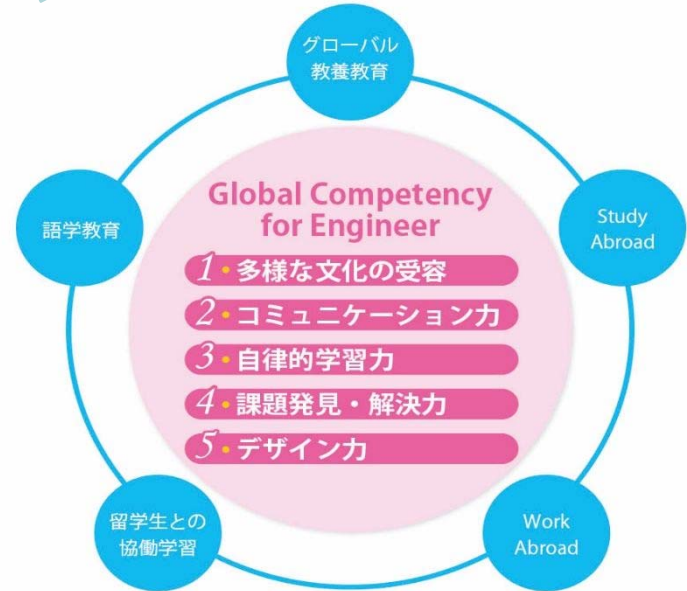 グローバル
教養教育
語学教育
Study
Abroad
Global Competency
for Engineer
1・多様な文化の受容
2・コミュニケーション力
3・自律的学習力
4・課題発見・解決力
5・デザイン力
留学生との
協働学習
Work
Abroad